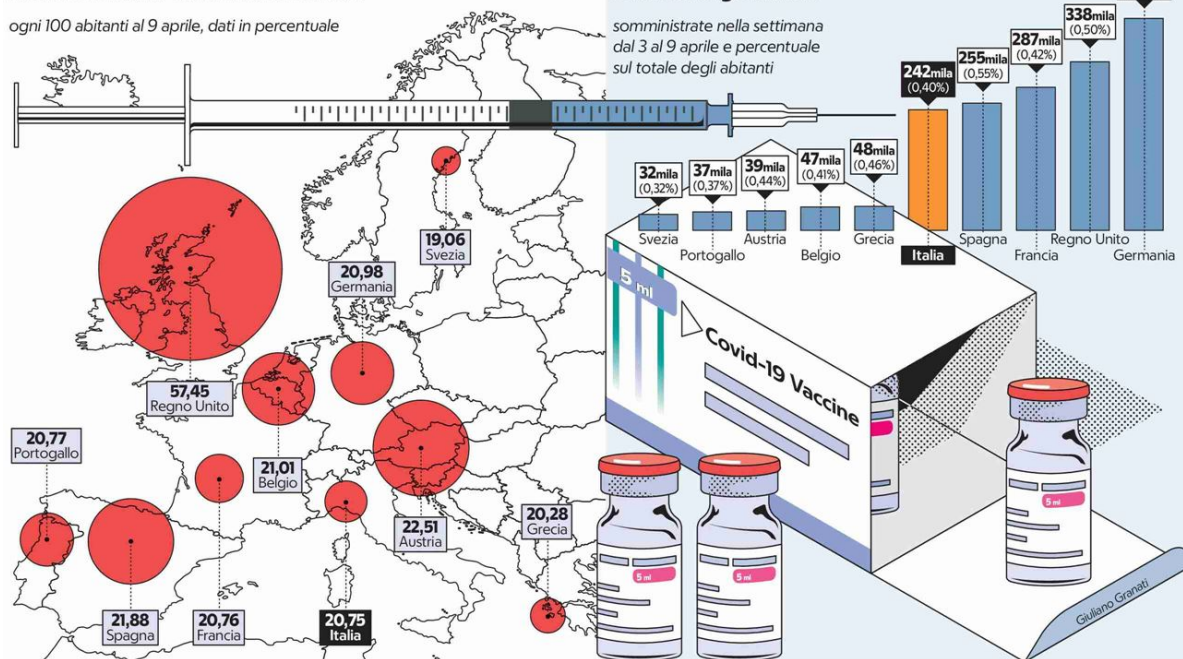 ogni 100 abitanti al 9 aprile, dati in percentuale
19,06
Svezia
20,98
Germania
57,45
Regno Unito
20,77
Portogallo
21,01
Belgio
22,51
Austria
20,28
Grecia
21,88
Spagna
20,76
Francia
20,75
Italia
somministrate nella settimana
dal 3 al 9 aprile e percentuale
sul totale degli abitanti
32mila
(0,32%)
Svezia
37mila
(0,37%)
Portogallo
39mila
(0,44%)
Austria
47mila
(0,41%)
Belgio
48mila
(0,46%)
Grecia
242mila
(0,40%)
Italia
255mila
(0,55%)
Spagna
287mila
(0,42%)
Francia
338mila
(0,50%)
Regno Unito
Germania
5 ml
Covid-19 Vaccine
5 ml
5 ml
5 ml
Giuliano Granati